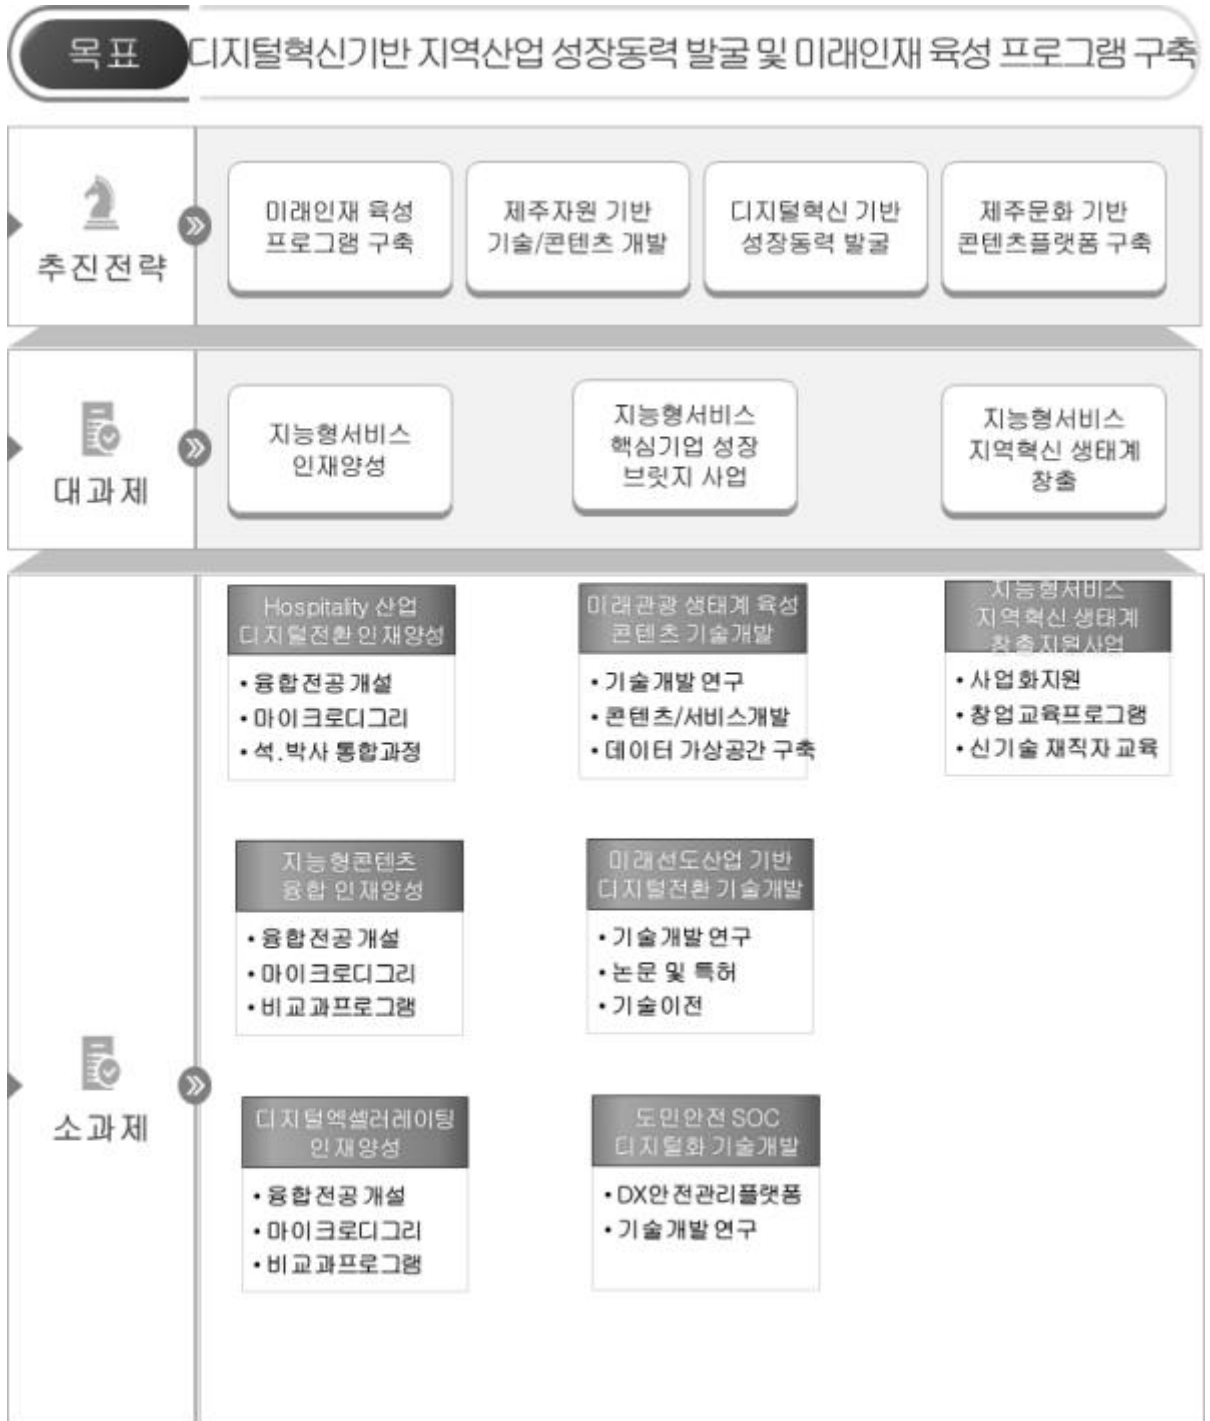 목표
디지털혁신기반 지역산업 성장동력 발굴 및 미래인재 육성 프로그램 구축
추진전략
미래인재 육성
프로그램 구축
제주자원 기반
기술/콘텐츠 개발
디지털혁신 기반
성장동력 발굴
제주문화 기반
콘텐츠플랫폼 구축
대과제
지능형서비스
인재양성
지능형서비스
핵심기업 성장
브릿지 사업
지능형서비스
지역혁신 생태계
창출
소과제
Hospitality 산업
디지털전환 인재양성
• 융합전공 개설
• 마이크로디그리
• 석.박사 통합과정
미래관광 생태계 육성
콘텐츠 기술개발
• 기술개발 연구
• 콘텐츠/서비스개발
• 데이터 가상공간 구축
지능형서비스
지역혁신 생태계
창출지원사업
• 사업화지원
• 창업교육프로그램
• 신기술 재직자 교육
지능형콘텐츠
융합 인재양성
• 융합전공 개설
• 마이크로디그리
• 비교과프로그램
미래선도산업 기반
디지털전환 기술개발
• 기술개발 연구
• 논문 및 특허
• 기술이전
디지털엑셀러레이팅
인재양성
• 융합전공 개설
• 마이크로디그리
• 비교과프로그램
도민안전 SOC
디지털화 기술개발
• DX안전관리플랫폼
• 기술개발 연구